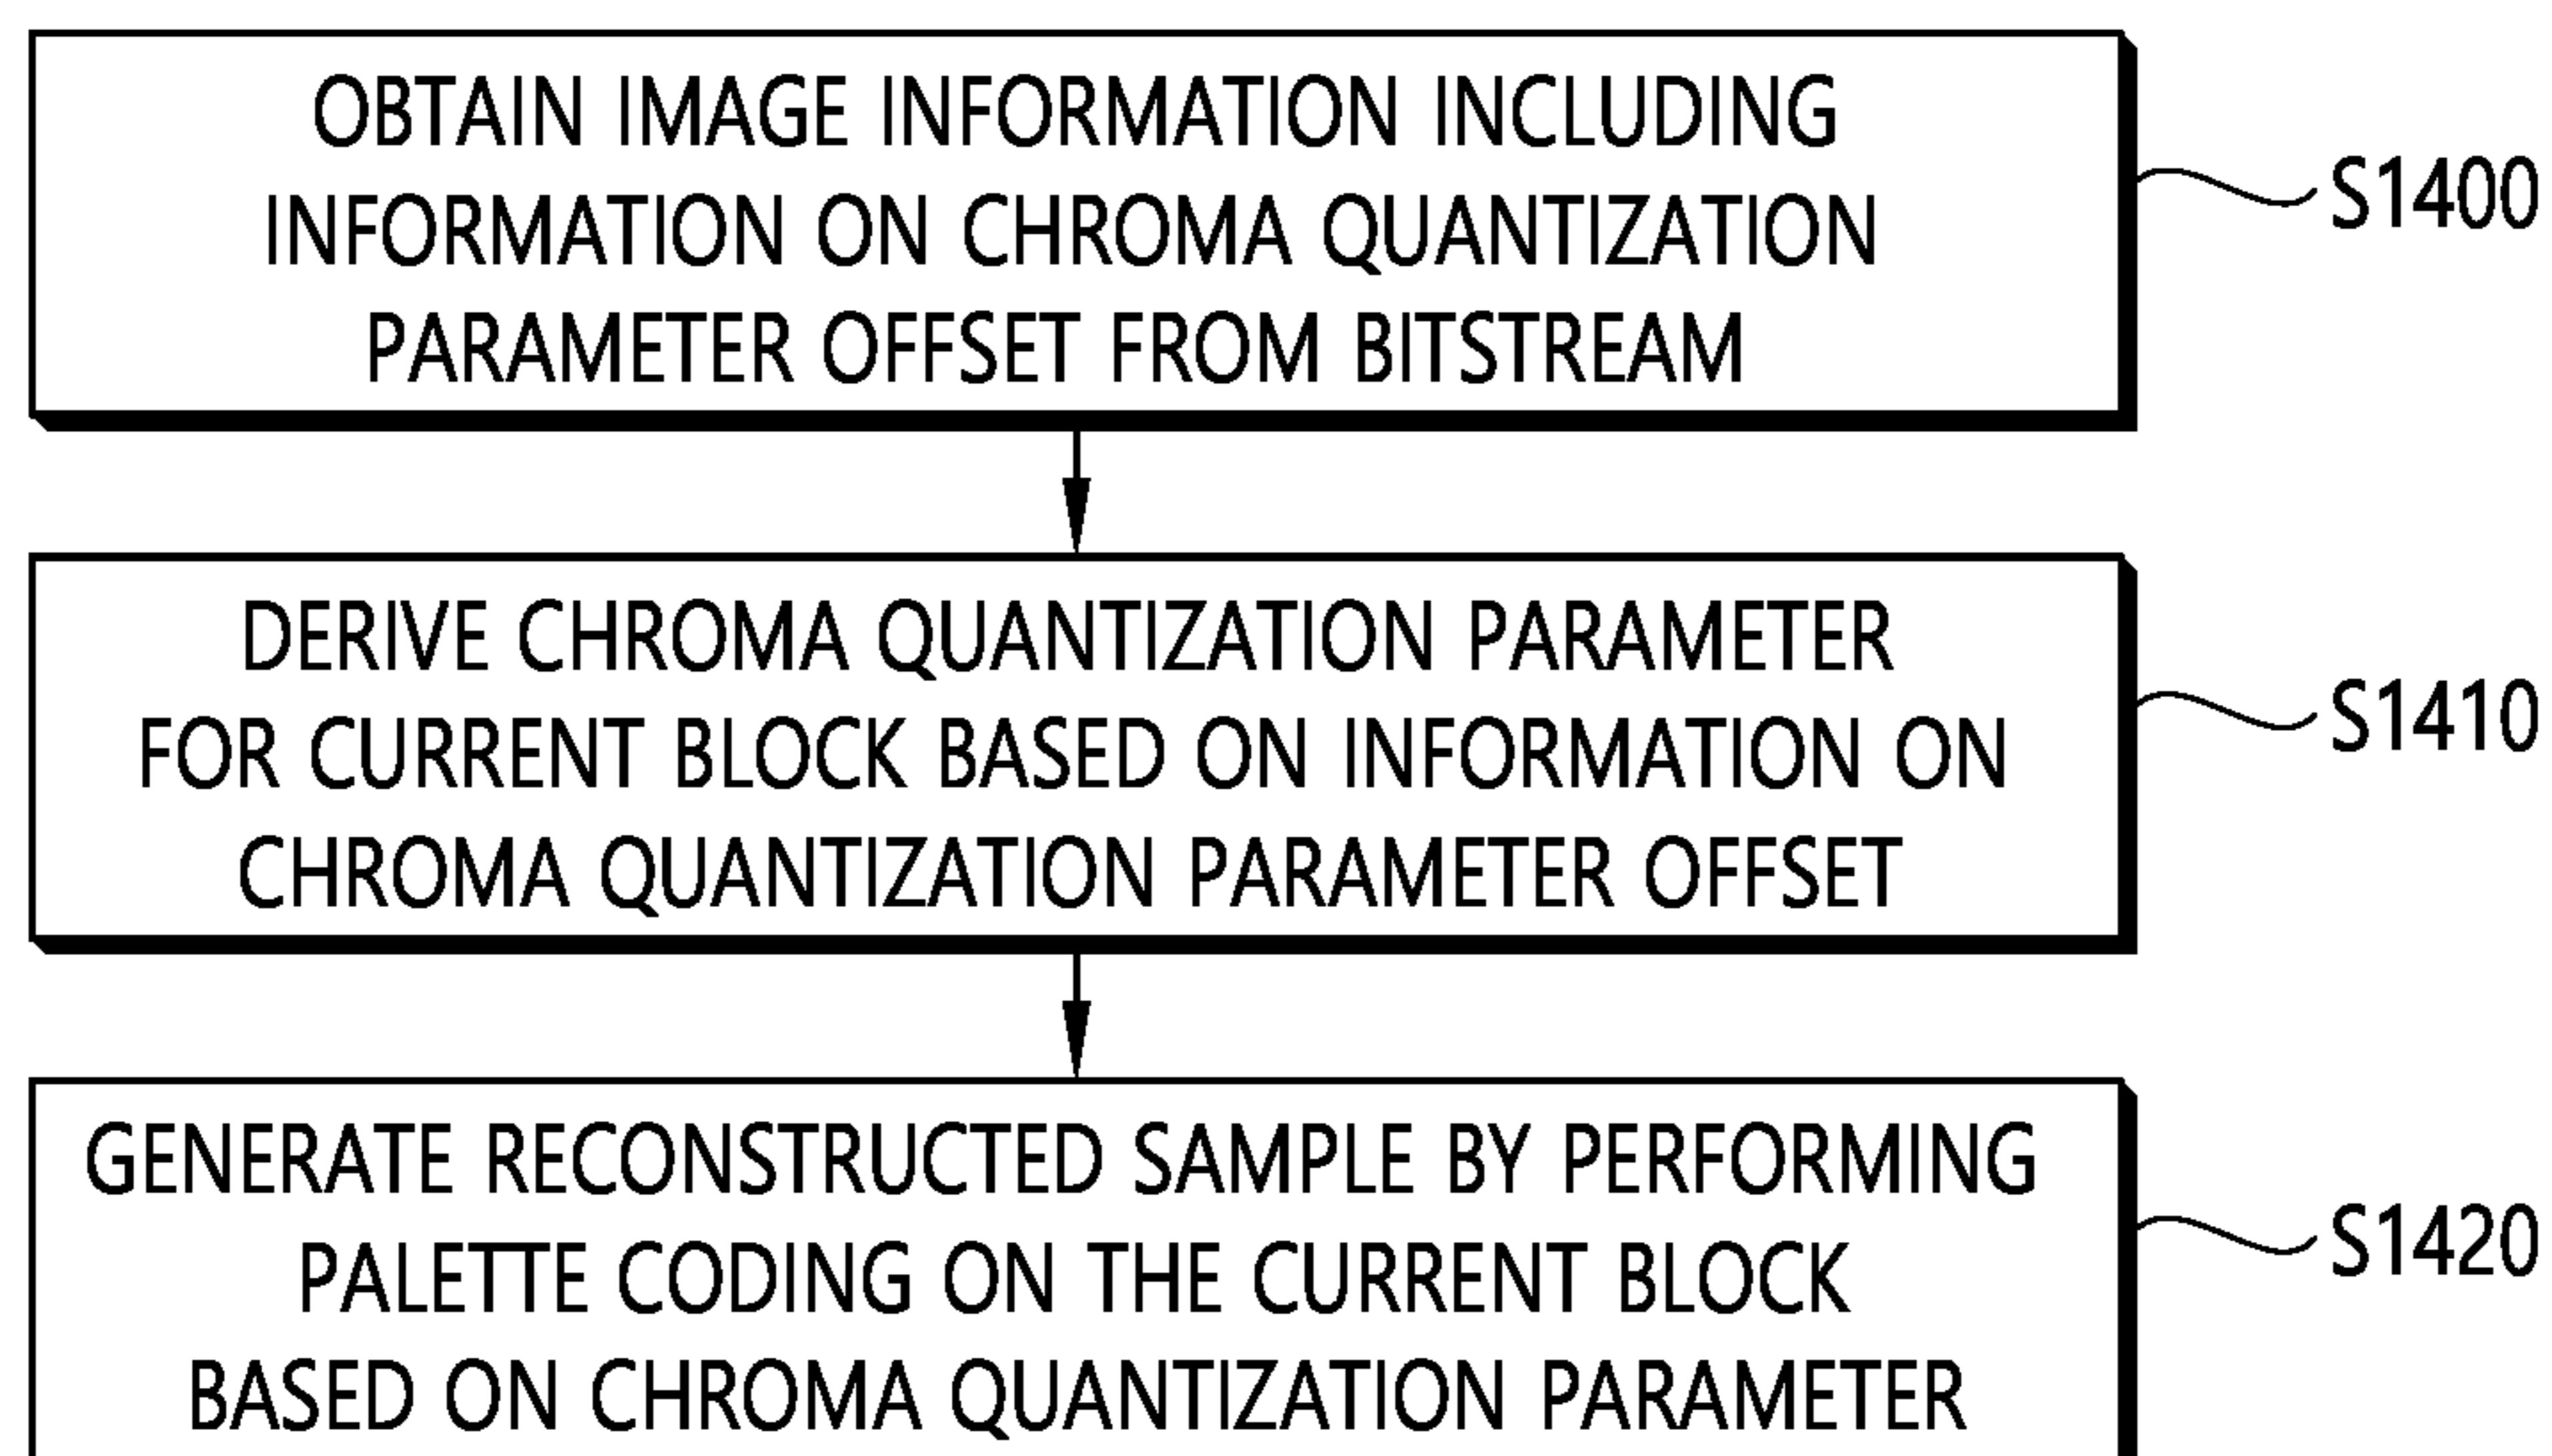 OBTAIN IMAGE INFORMATION INCLUDING
INFORMATION ON CHROMA QUANTIZATION
PARAMETER OFFSET FROM BITSTREAM
S1400
DERIVE CHROMA QUANTIZATION PARAMETER
FOR CURRENT BLOCK BASED ON INFORMATION ON
CHROMA QUANTIZATION PARAMETER OFFSET
S1410
GENERATE RECONSTRUCTED SAMPLE BY PERFORMING
PALETTE CODING ON THE CURRENT BLOCK
BASED ON CHROMA QUANTIZATION PARAMETER
S1420